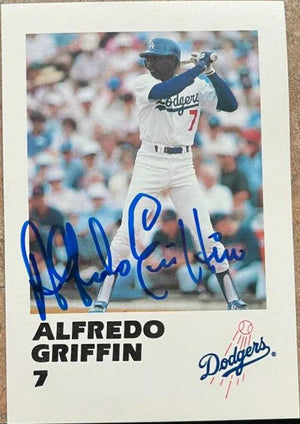 Dodgers
7
Alfredo Griffin
ALFREDO
GRIFFIN
7
Dodgers®